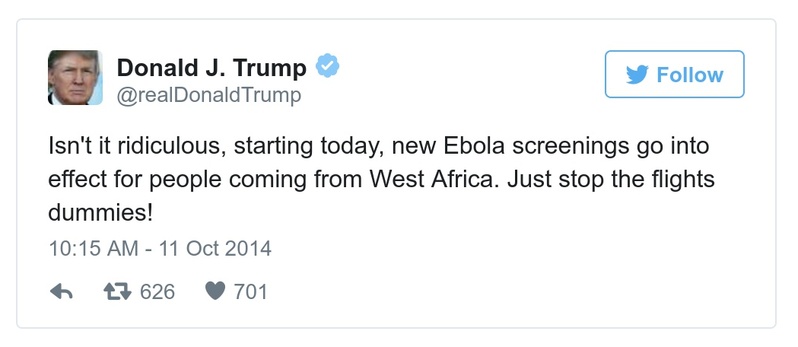 Donald J. Trump
@realDonaldTrump
Follow
Isn't it ridiculous, starting today, new Ebola screenings go into
effect for people coming from West Africa. Just stop the flights
dummies!
10:15 AM - 11 Oct 2014
626 701